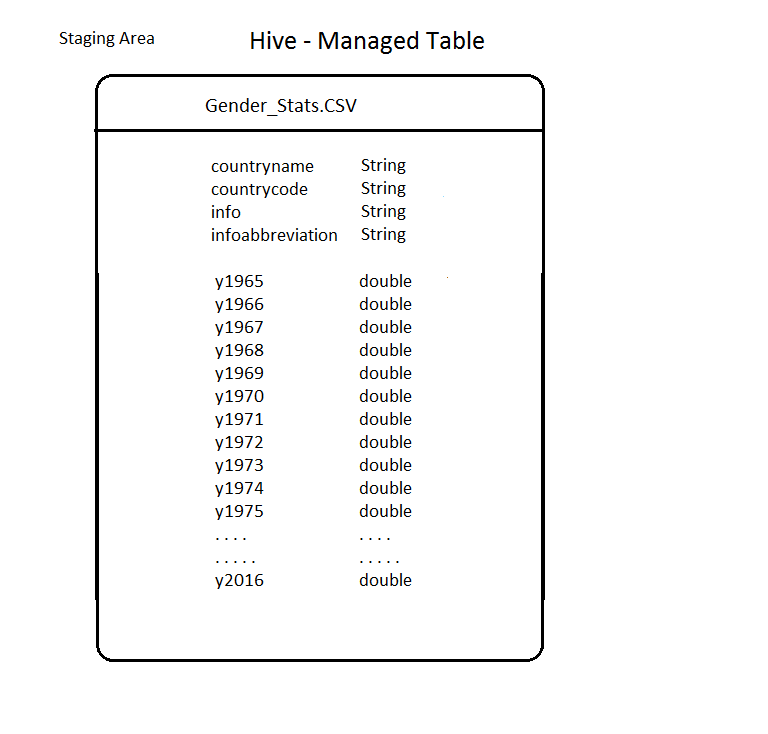 Staging Area
Hive - Managed Table
Gender_Stats.CSV
countryname String
countrycode String
info String
infoabbreviation String
y1965 double
y1966 double
y1967 double
y1968 double
y1969 double
y1970 double
y1971 double
y1972 double
y1973 double
y1974 double
y1975 double
. . . . . . . .
. . . . . . . . . .
y2016 double